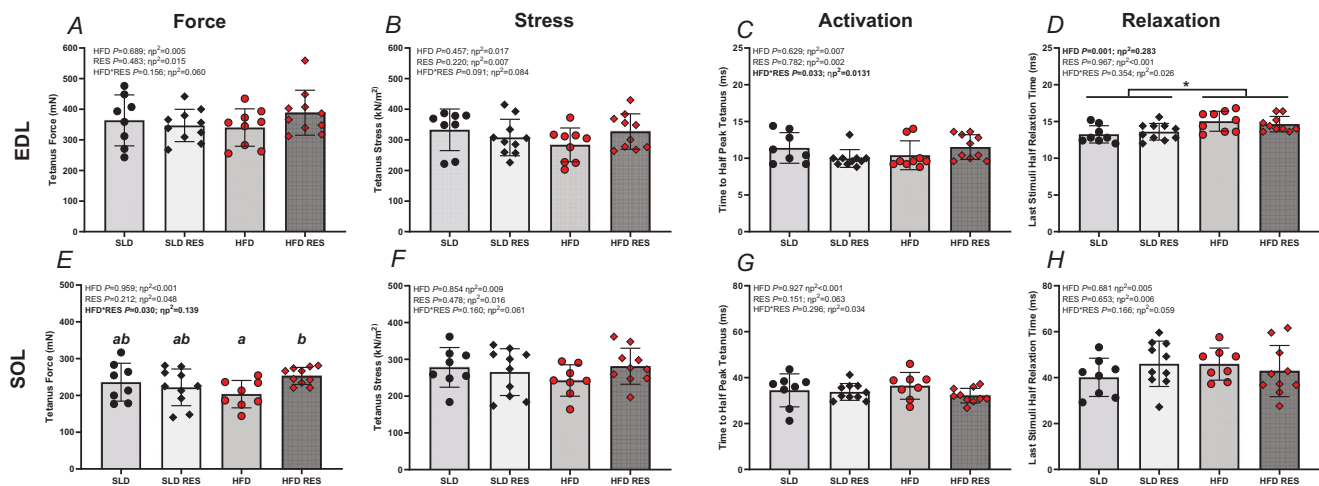 Force
Stress
Activation
Relaxation
EDL
A
HFD P=0.689; ηp²=0.005
RES P=0.483; ηp²=0.015
HFD*RES P=0.156; ηp²=0.060
Tetanus Force (mN)
600
500
400
300
200
100
0
SLD
SLD RES
HFD
HFD RES
B
HFD P=0.457; ηp²=0.017
RES P=0.220; ηp²=0.007
HFD*RES P=0.091; ηp²=0.084
Tetanus Stress (kN/m²)
600
500
400
300
200
100
0
SLD
SLD RES
HFD
HFD RES
C
HFD P=0.629; ηp²=0.007
RES P=0.782; ηp²=0.002
HFD*RES P=0.033; ηp²=0.0131
Time to Half Peak Tetanus (ms)
25
20
15
10
5
0
SLD
SLD RES
HFD
HFD RES
D
HFD P=0.001; ηp²=0.283
RES P=0.967; ηp²<0.001
HFD*RES P=0.354; ηp²=0.026
*
Last Stimuli Half Relaxtion Time (ms)
25
20
15
10
5
0
SLD
SLD RES
HFD
HFD RES
SOL
E
HFD P=0.959; ηp²<0.001
RES P=0.212; ηp²=0.048
HFD*RES P=0.030; ηp²=0.139
ab
ab
a
b
Tetanus Force (mN)
500
400
300
200
100
0
SLD
SLD RES
HFD
HFD RES
F
HFD P=0.854 ηp²=0.009
RES P=0.478; ηp²=0.016
HFD*RES P=0.160; ηp²=0.061
Tetanus Stress (kN/m²)
500
400
300
200
100
0
SLD
SLD RES
HFD
HFD RES
G
HFD P=0.927 ηp²<0.001
RES P=0.151; ηp²=0.063
HFD*RES P=0.296; ηp²=0.034
Time to Half Peak Tetanus (ms)
80
60
40
20
0
SLD
SLD RES
HFD
HFD RES
H
HFD P=0.681 ηp²=0.005
RES P=0.653; ηp²=0.006
HFD*RES P=0.166; ηp²=0.059
Last Stimuli Half Relaxtion Time (ms)
80
60
40
20
0
SLD
SLD RES
HFD
HFD RES